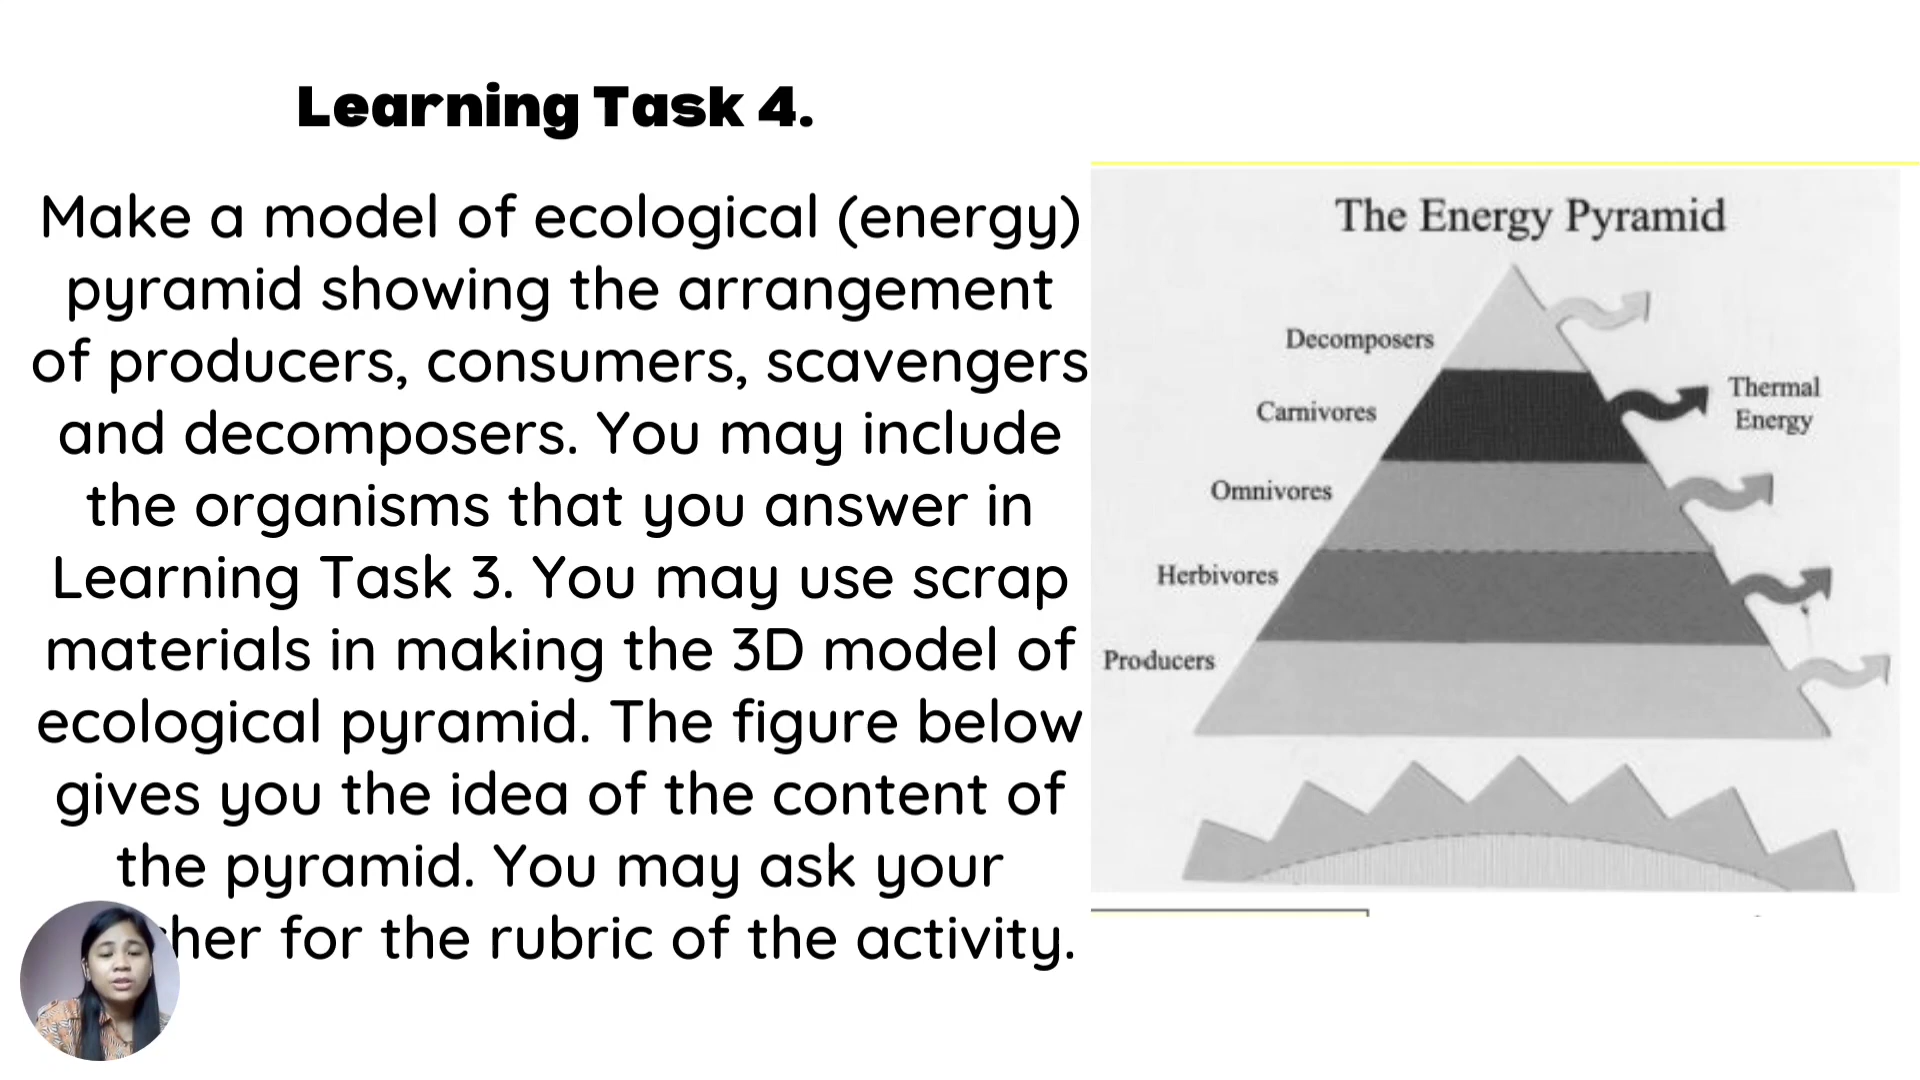 Learning Task 4.
Make a model of ecological (energy)
pyramid showing the arrangement
of producers, consumers, scavengers
and decomposers. You may include
the organisms that you answer in
Learning Task 3. You may use scrap
materials in making the 3D model of
ecological pyramid. The figure below
gives you the idea of the content of
the pyramid. You may ask your
for the rubric of the activity.
The Energy Pyramid
Decomposers
Carnivores
Thermal
Energy
Omnivores
Herbivores
Producers